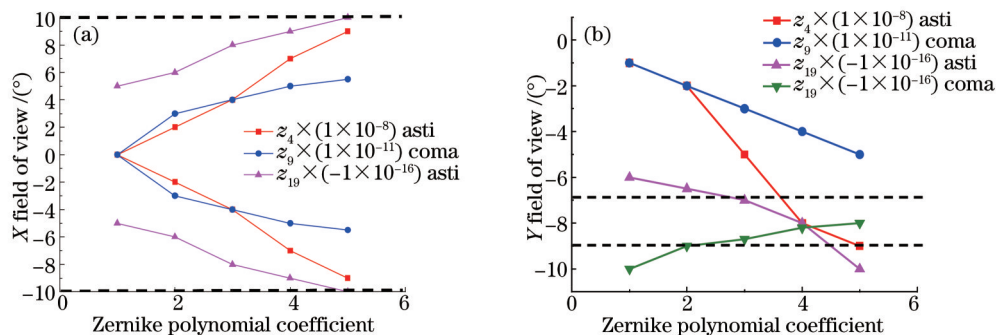 (a)
10
8
6
4
2
0
−2
−4
−6
−8
−10
X field of view /(°)
z4×(1×10−8) asti
z9×(1×10−11) coma
z19×(−1×10−16) asti
0
2
4
6
Zernike polynomial coefficient
(b)
0
−2
−4
−6
−8
−10
Y field of view /(°)
z4×(1×10−8) asti
z9×(1×10−11) coma
z19×(−1×10−16) asti
z19×(−1×10−16) coma
0
2
4
6
Zernike polynomial coefficient